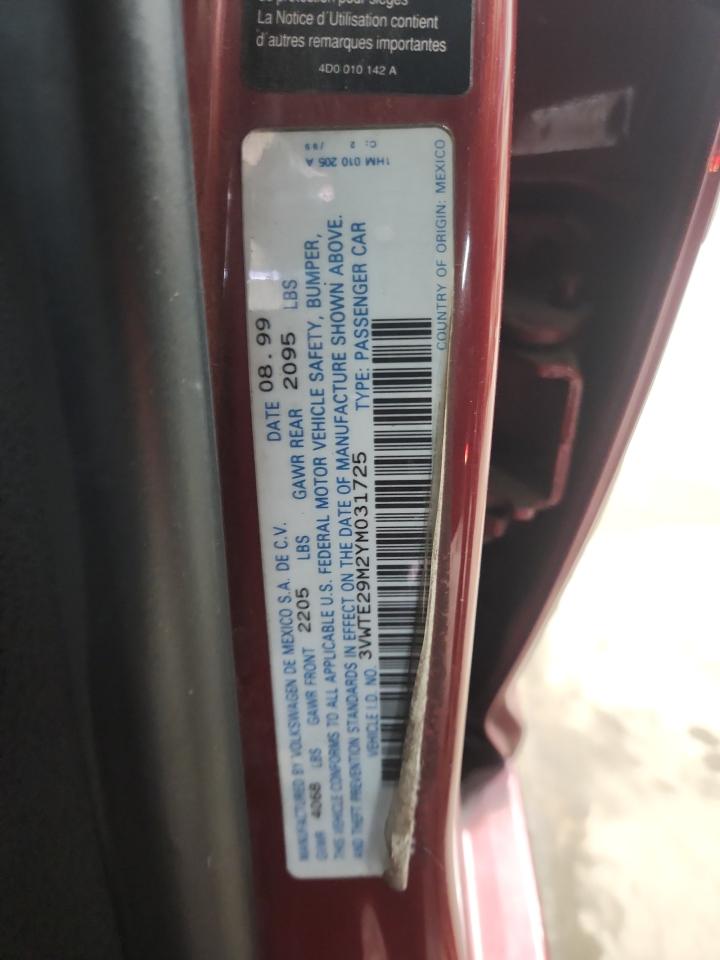 La Notice d'Utilisation contient
d'autres remarques importantes
4D0 010 142 A
1HM 010 205 A
C: 2 /99
MANUFACTURED BY VOLKSWAGEN DE MEXICO S.A. DE C.V. DATE 08.99
GVWR 4068 LBS GAWR FRONT 2205 LBS GAWR REAR 2095 LBS
THIS VEHICLE CONFORMS TO ALL APPLICABLE U.S. FEDERAL MOTOR VEHICLE SAFETY, BUMPER,
AND THEFT PREVENTION STANDARDS IN EFFECT ON THE DATE OF MANUFACTURE SHOWN ABOVE.
VEHICLE I.D. NO. 3VWTE29M2YM031725 TYPE: PASSENGER CAR
COUNTRY OF ORIGIN: MEXICO